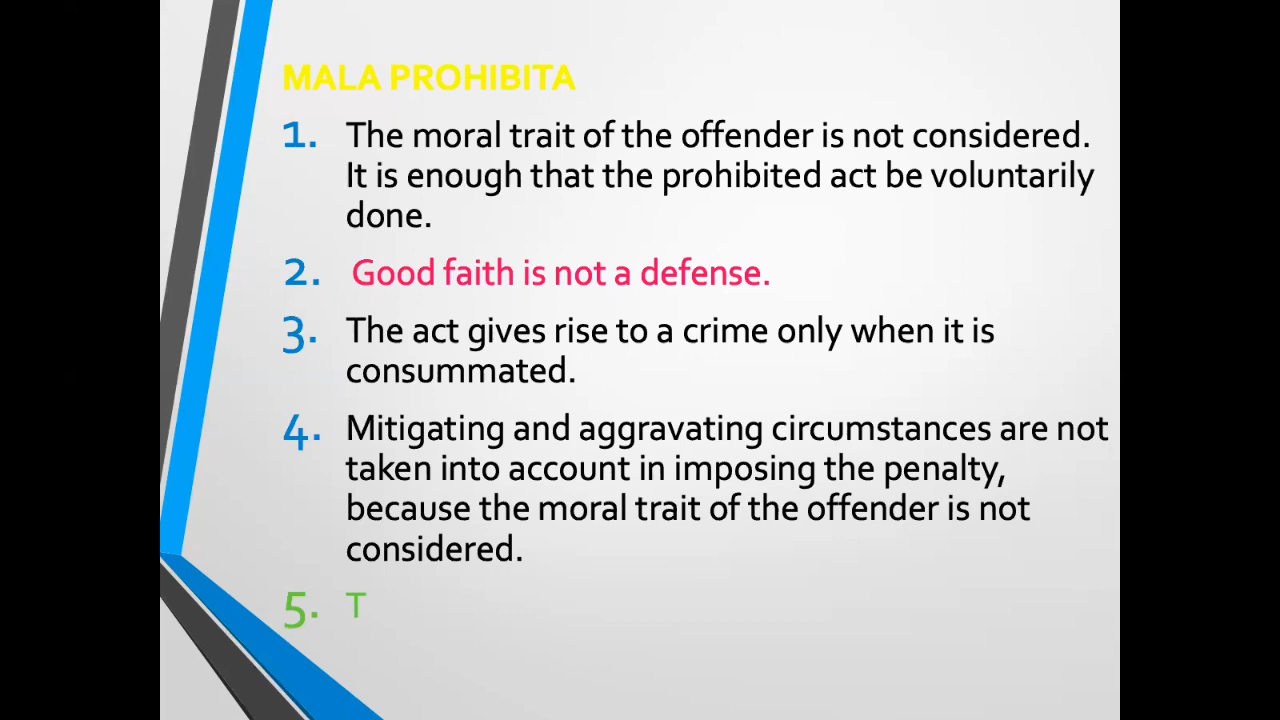 MALA PROHIBITA
1. The moral trait of the offender is not considered.
It is enough that the prohibited act be voluntarily
done.
2. Good faith is not a defense.
3. The act gives rise to a crime only when it is
consummated.
4. Mitigating and aggravating circumstances are not
taken into account in imposing the penalty,
because the moral trait of the offender is not
considered.
5. T